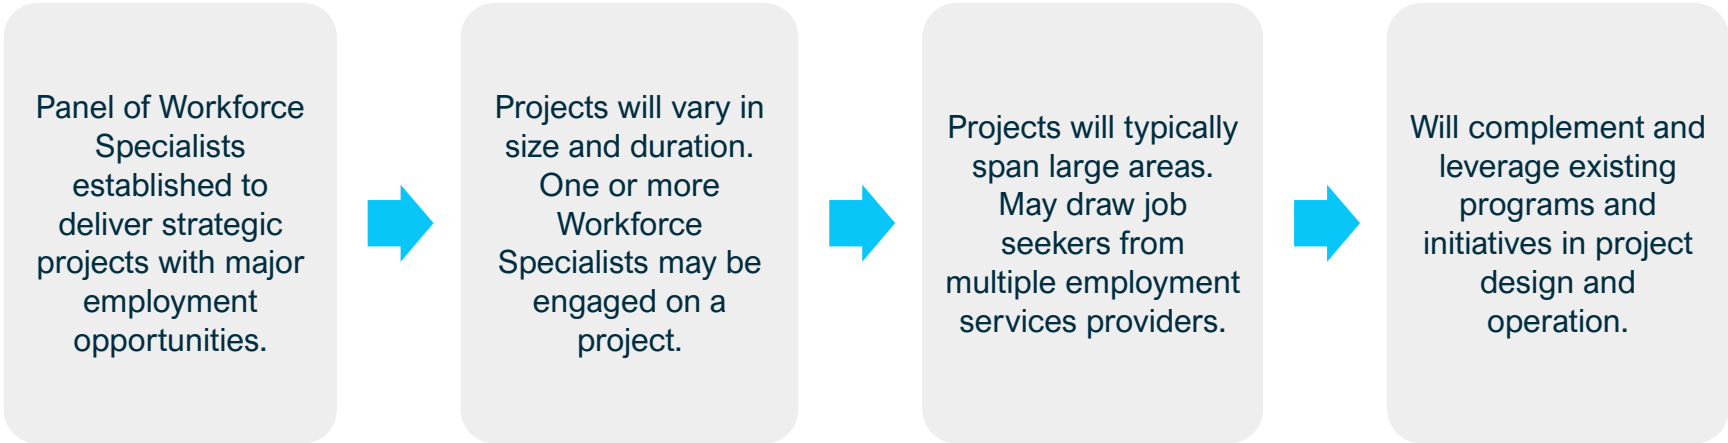 Panel of Workforce
Specialists
established to
deliver strategic
projects with major
employment
opportunities.
Projects will vary in
size and duration.
One or more
Workforce
Specialists may be
engaged on a
project.
Projects will typically
span large areas.
May draw job
seekers from
multiple employment
services providers.
Will complement and
leverage existing
programs and
initiatives in project
design and
operation.